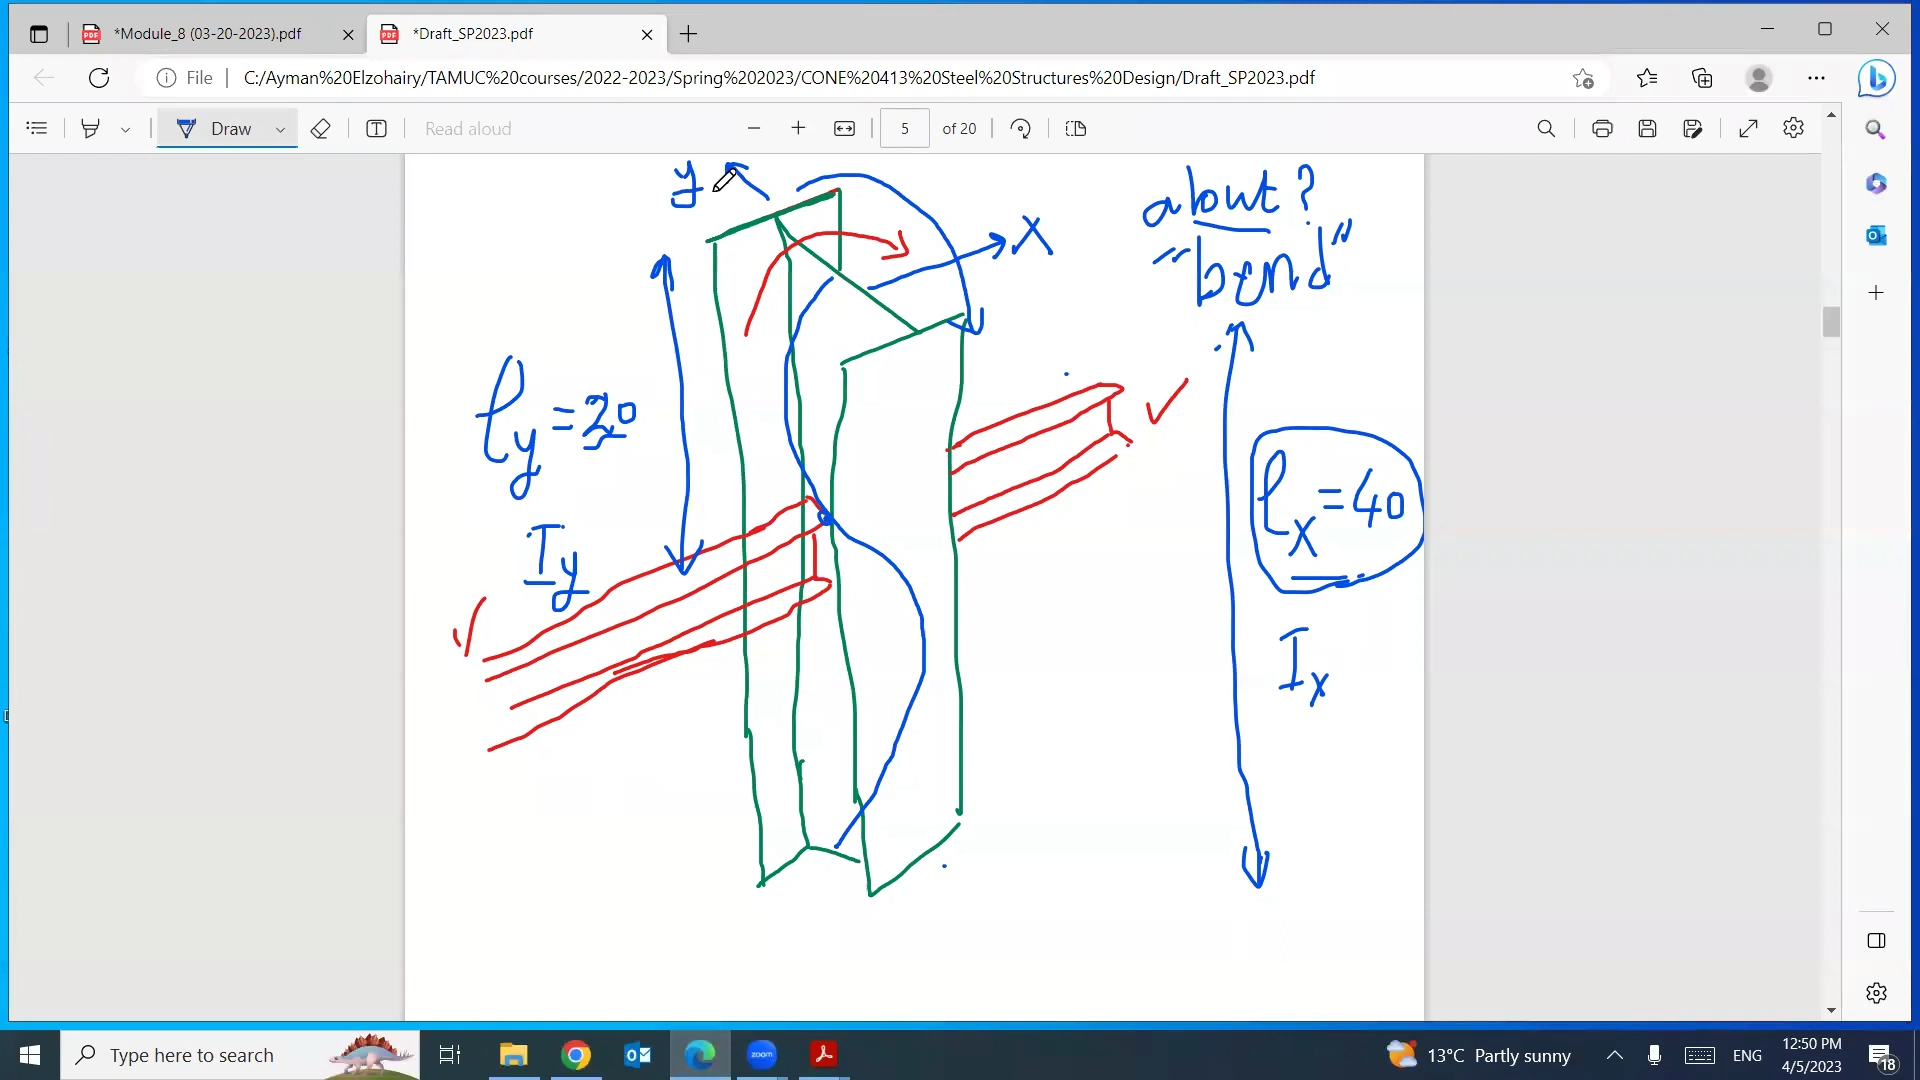 *Module_8 (03-20-2023).pdf
*Draft_SP2023.pdf
File
C:/Ayman%20Elzohairy/TAMUC%20courses/2022-2023/Spring%202023/CONE%20413%20Steel%20Structures%20Design/Draft_SP2023.pdf
Draw
Read aloud
5
of 20
y
X
about?
"bend"
ly = 20
lx = 40
Iy
Ix
Type here to search
zoom
13°C Partly sunny
ENG
12:50 PM
4/5/2023
18